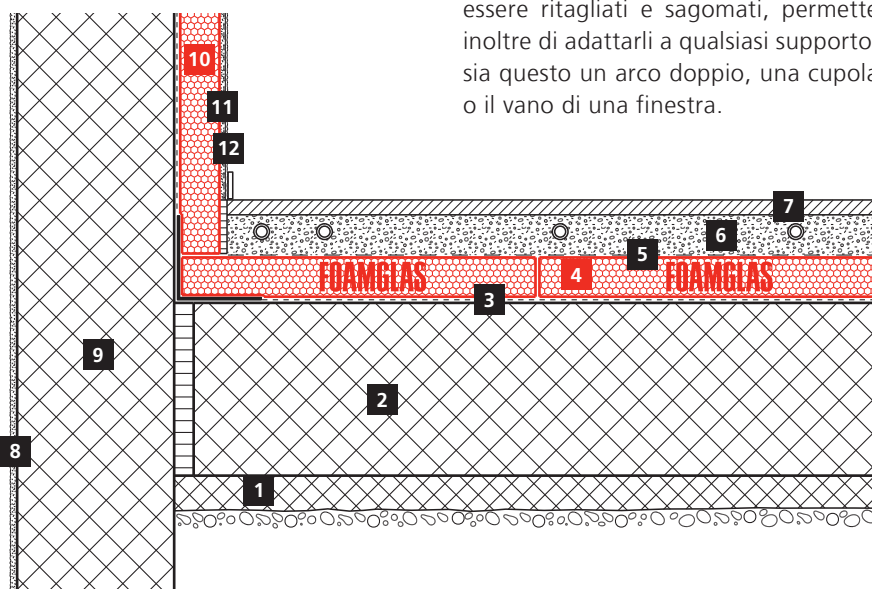 essere ritagliati e sagomati, permette
inoltre di adattarli a qualsiasi supporto
sia questo un arco doppio, una cupola
o il vano di una finestra.
10
11
12
7
6
5
FOAMGLAS
4
FOAMGLAS
3
9
2
8
1